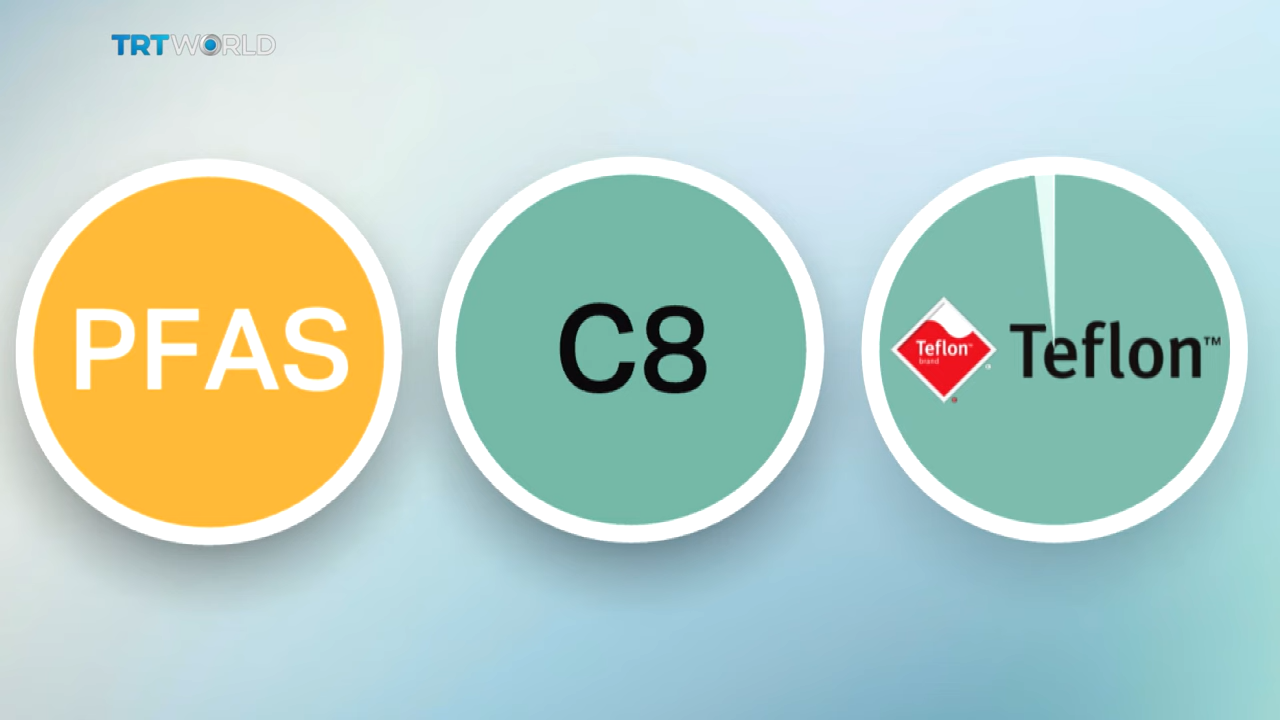 TRT WORLD
PFAS
C8
Teflon
brand
Teflon™